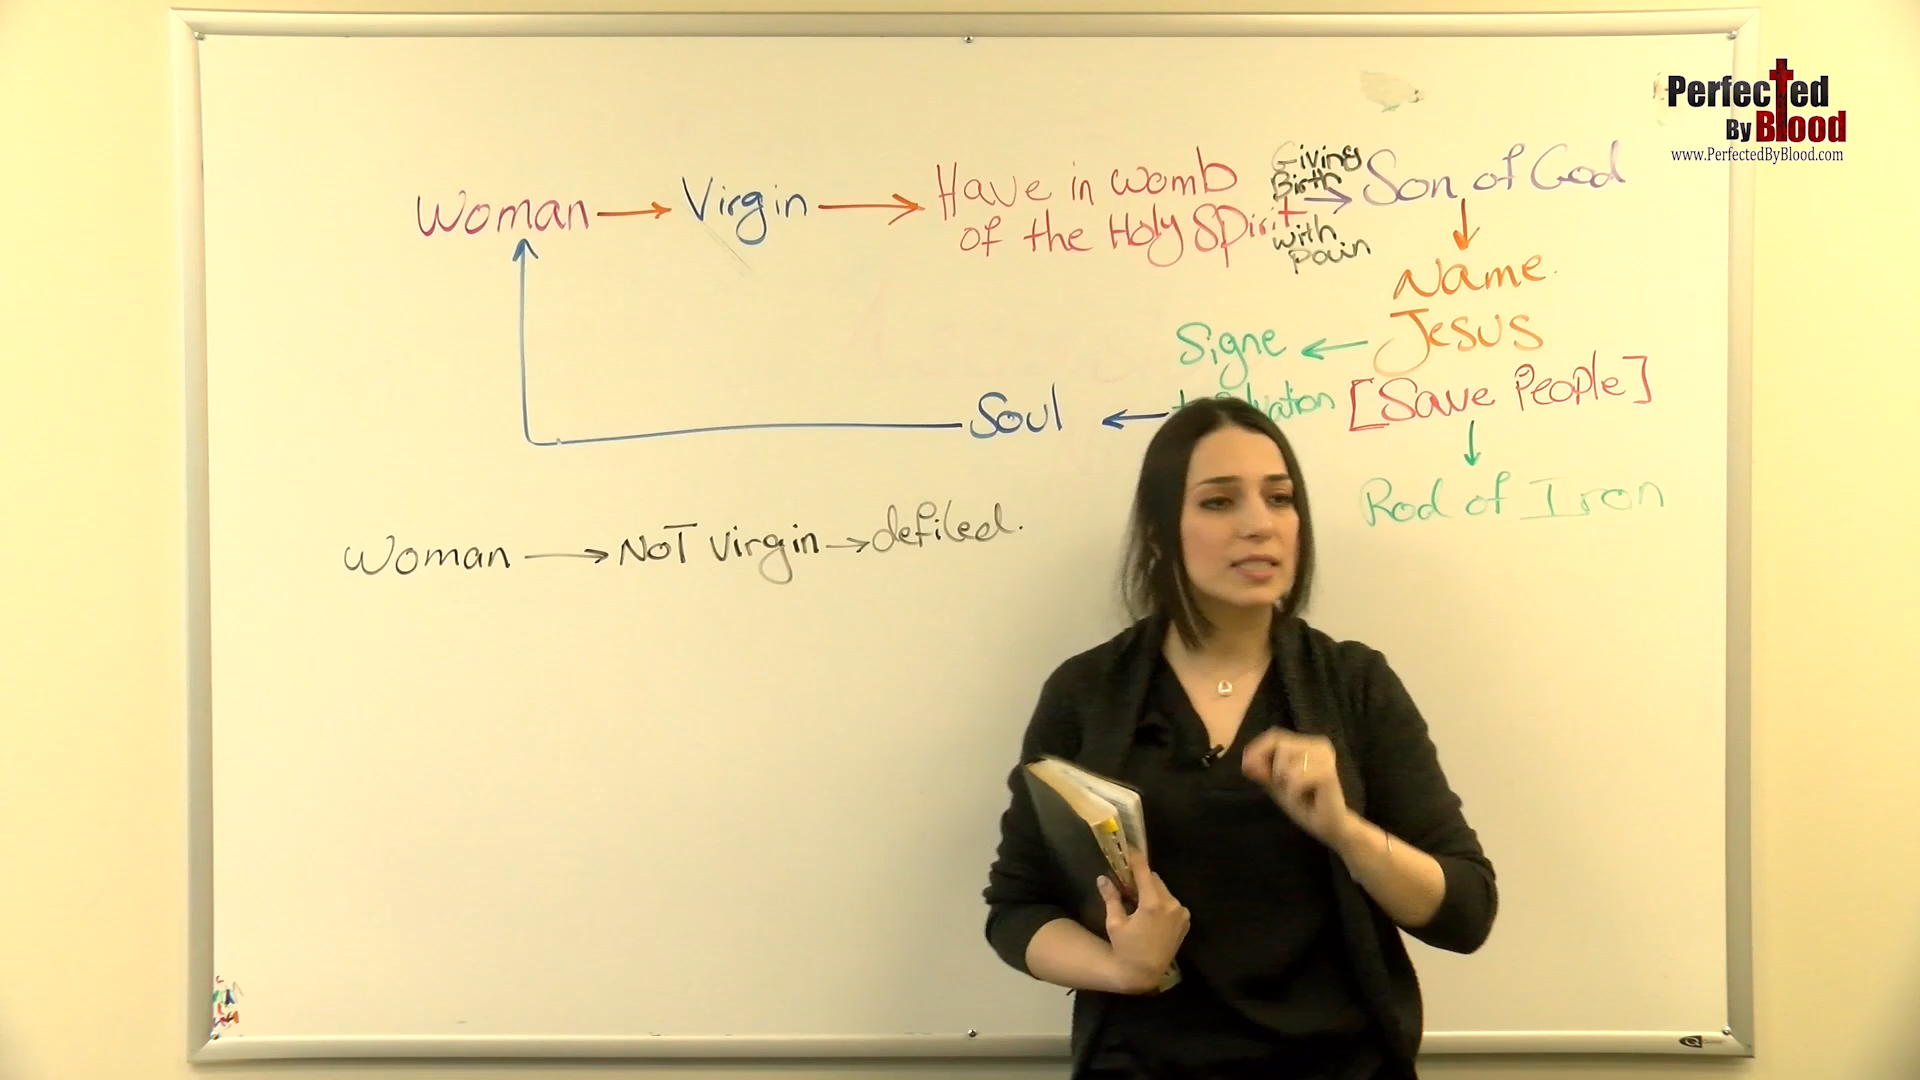 Perfected
By Blood
www.PerfectedByBlood.com
Woman → Virgin → Have in womb
of the Holy Spirit
Giving
Birth
with
Pain
→ Son of God
↓
Name
Jesus
[Save People]
↓
Rod of Iron
Signe ←
Soul ←
Woman → NOT Virgin → defiled.